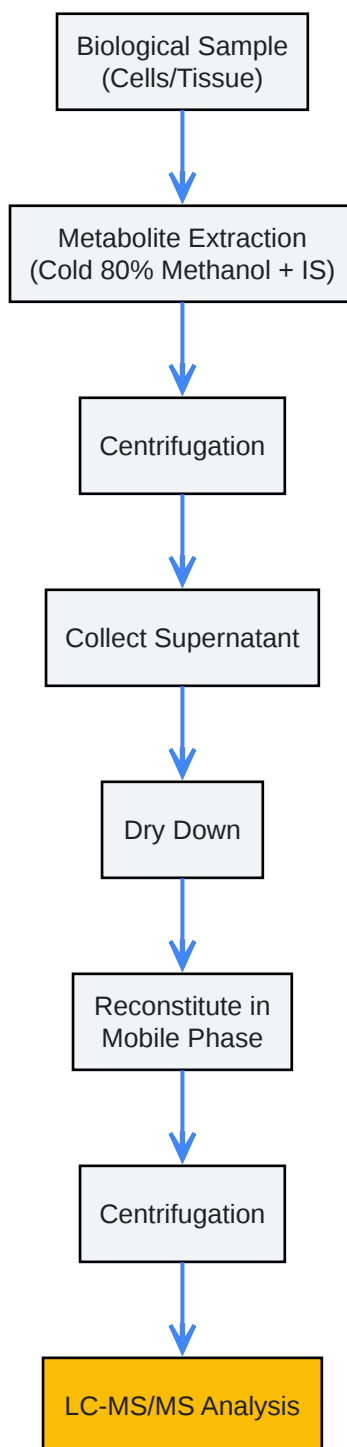 Biological Sample
(Cells/Tissue)
Metabolite Extraction
(Cold 80% Methanol + IS)
Centrifugation
Collect Supernatant
Dry Down
Reconstitute in
Mobile Phase
Centrifugation
LC-MS/MS Analysis